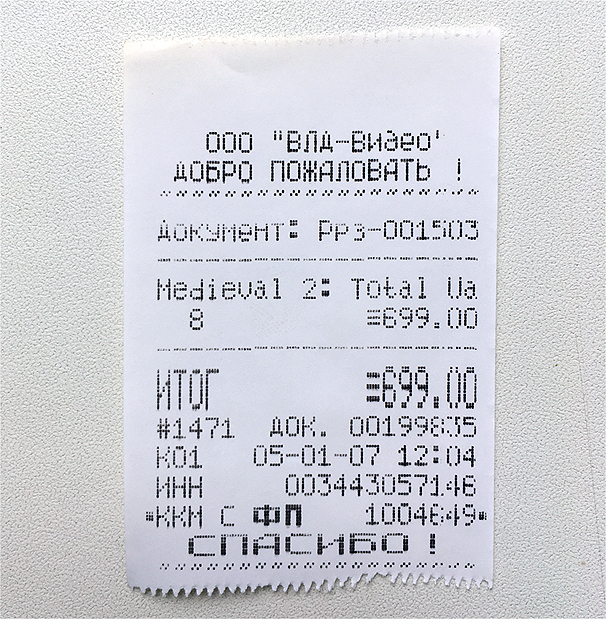 ООО "ВЛД-Видео"
ДОБРО ПОЖАЛОВАТЬ !
Документ: Ррз-001503
Medieval 2: Total Wa
8 ≡699.00
ИТОГ ≡699.00
#1471 ДОК. 00199835
К01 05-01-07 12:04
ИНН 003443057146
ККМ С ФП 1004649
СПАСИБО !